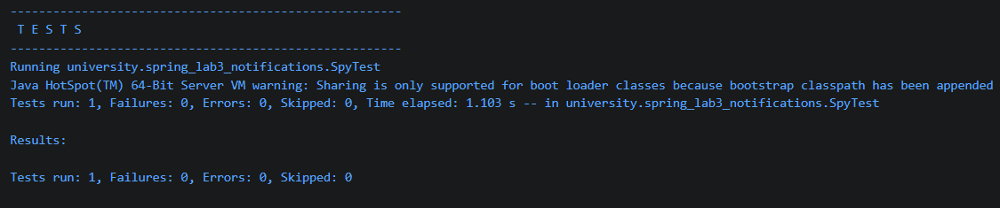 -------------------------------------------------------
T E S T S
-------------------------------------------------------
Running university.spring_lab3_notifications.SpyTest
Java HotSpot(TM) 64-Bit Server VM warning: Sharing is only supported for boot loader classes because bootstrap classpath has been appended
Tests run: 1, Failures: 0, Errors: 0, Skipped: 0, Time elapsed: 1.103 s -- in university.spring_lab3_notifications.SpyTest
Results:
Tests run: 1, Failures: 0, Errors: 0, Skipped: 0